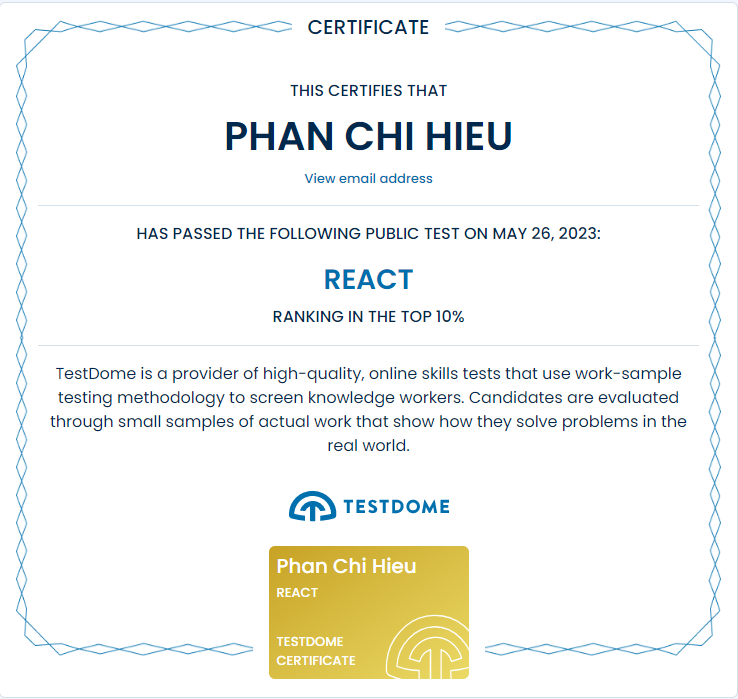 CERTIFICATE
THIS CERTIFIES THAT
PHAN CHI HIEU
View email address
HAS PASSED THE FOLLOWING PUBLIC TEST ON MAY 26, 2023:
REACT
RANKING IN THE TOP 10%
TestDome is a provider of high-quality, online skills tests that use work-sample
testing methodology to screen knowledge workers. Candidates are evaluated
through small samples of actual work that show how they solve problems in the
real world.
TESTDOME
Phan Chi Hieu
REACT
TESTDOME
CERTIFICATE